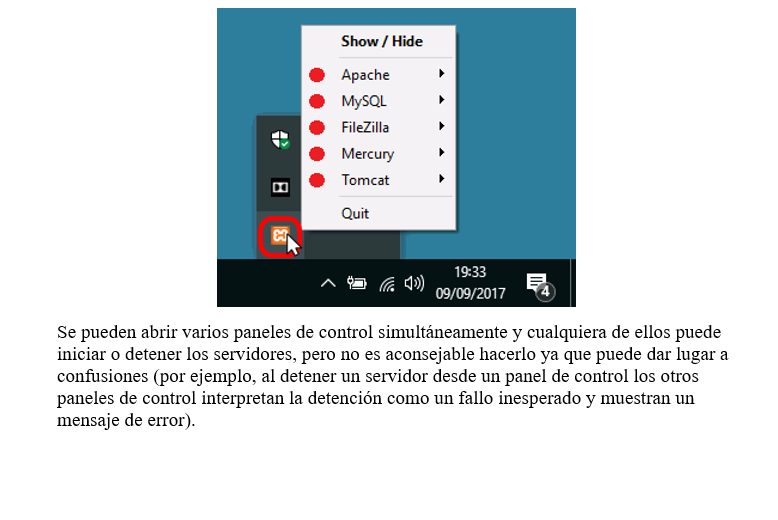 Show / Hide
Apache
MySQL
FileZilla
Mercury
Tomcat
Quit
19:33
09/09/2017
4
Se pueden abrir varios paneles de control simultáneamente y cualquiera de ellos puede
iniciar o detener los servidores, pero no es aconsejable hacerlo ya que puede dar lugar a
confusiones (por ejemplo, al detener un servidor desde un panel de control los otros
paneles de control interpretan la detención como un fallo inesperado y muestran un
mensaje de error).